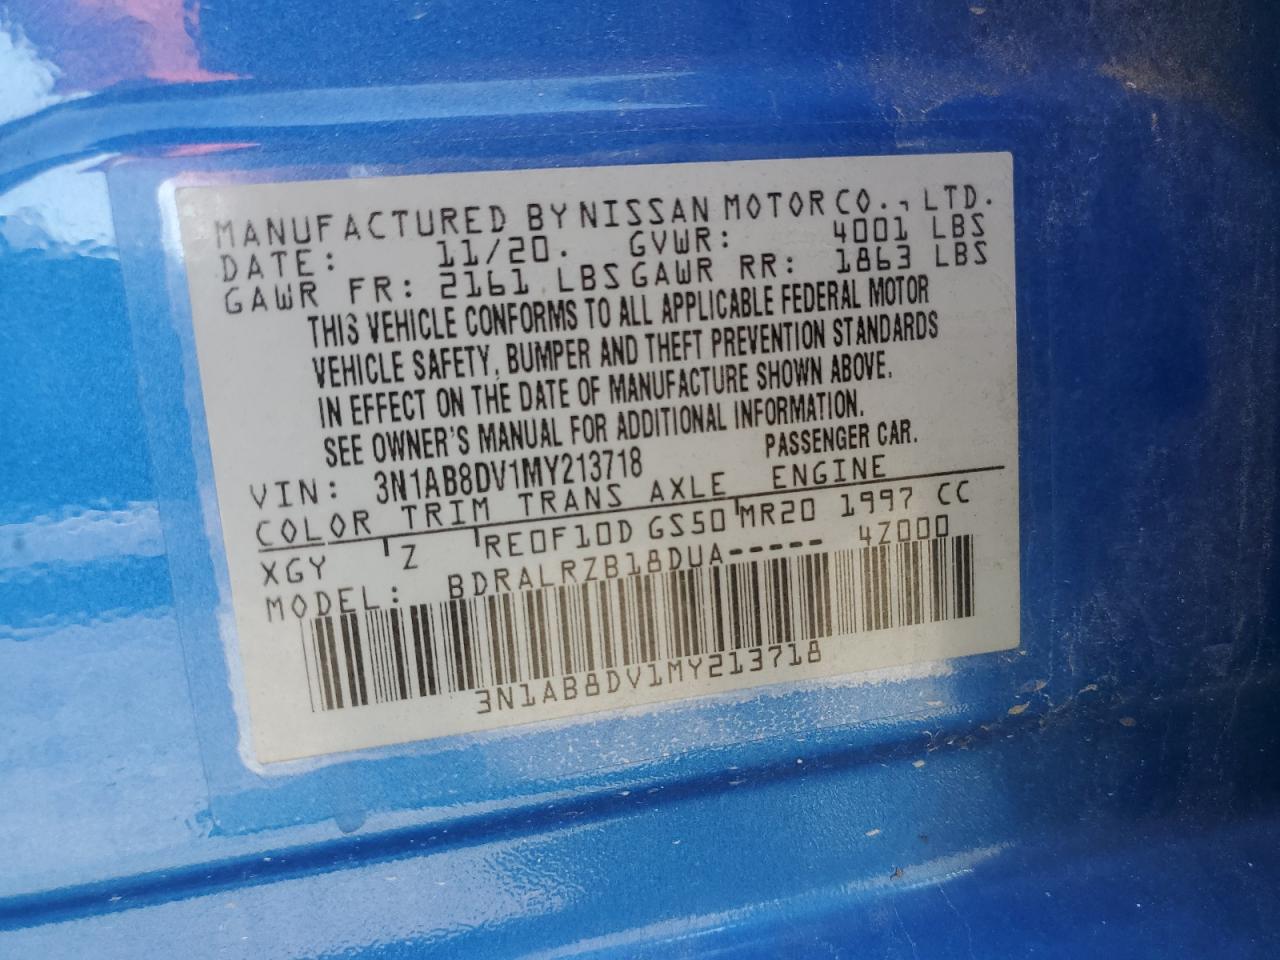 MANUFACTURED BY NISSAN MOTOR CO., LTD.
DATE: 11/20. GVWR: 4001 LBS
GAWR FR: 2161 LBS GAWR RR: 1863 LBS
THIS VEHICLE CONFORMS TO ALL APPLICABLE FEDERAL MOTOR
VEHICLE SAFETY, BUMPER AND THEFT PREVENTION STANDARDS
IN EFFECT ON THE DATE OF MANUFACTURE SHOWN ABOVE.
SEE OWNER'S MANUAL FOR ADDITIONAL INFORMATION.
VIN: 3N1AB8DV1MY213718 PASSENGER CAR.
COLOR TRIM TRANS AXLE ENGINE
XGY Z RE0F10D GS50 MR20 1997 CC
MODEL: BDRALRZB18DUA----- 4Z000
3N1AB8DV1MY213718